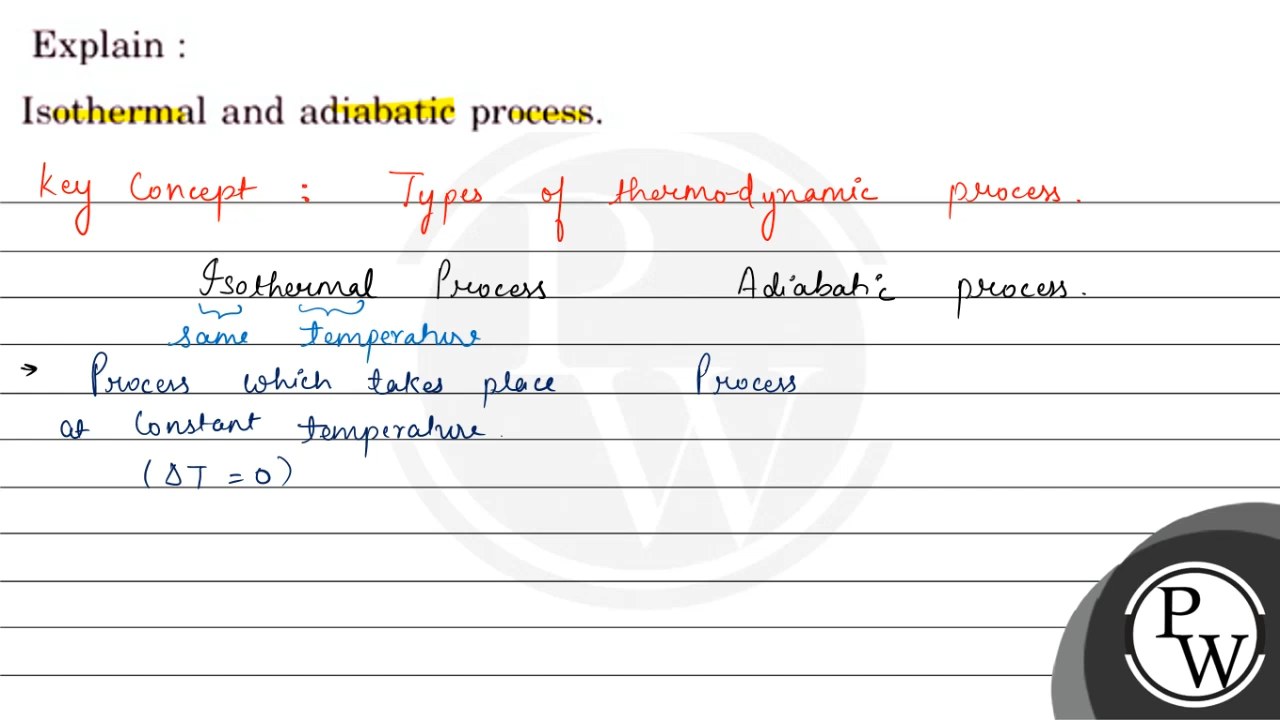 Explain :
Isothermal and adiabatic process.
Key Concept : Types of thermodynamic process.
Isothermal Process Adiabatic process.
same temperature
→ Process which takes place Process
at constant temperature.
(ΔT = 0)
P
W
PW